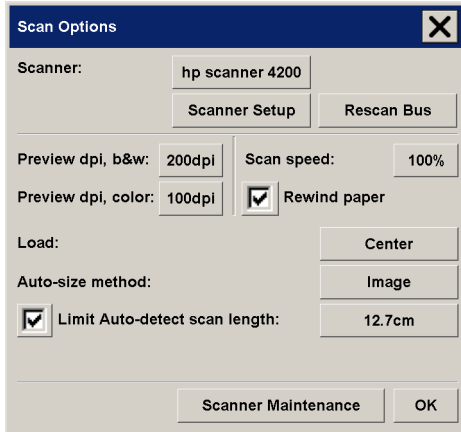 Scan Options
Scanner: hp scanner 4200
Scanner Setup Rescan Bus
Preview dpi, b&w: 200dpi Scan speed: 100%
Preview dpi, color: 100dpi Rewind paper
Load: Center
Auto-size method: Image
Limit Auto-detect scan length: 12.7cm
Scanner Maintenance OK